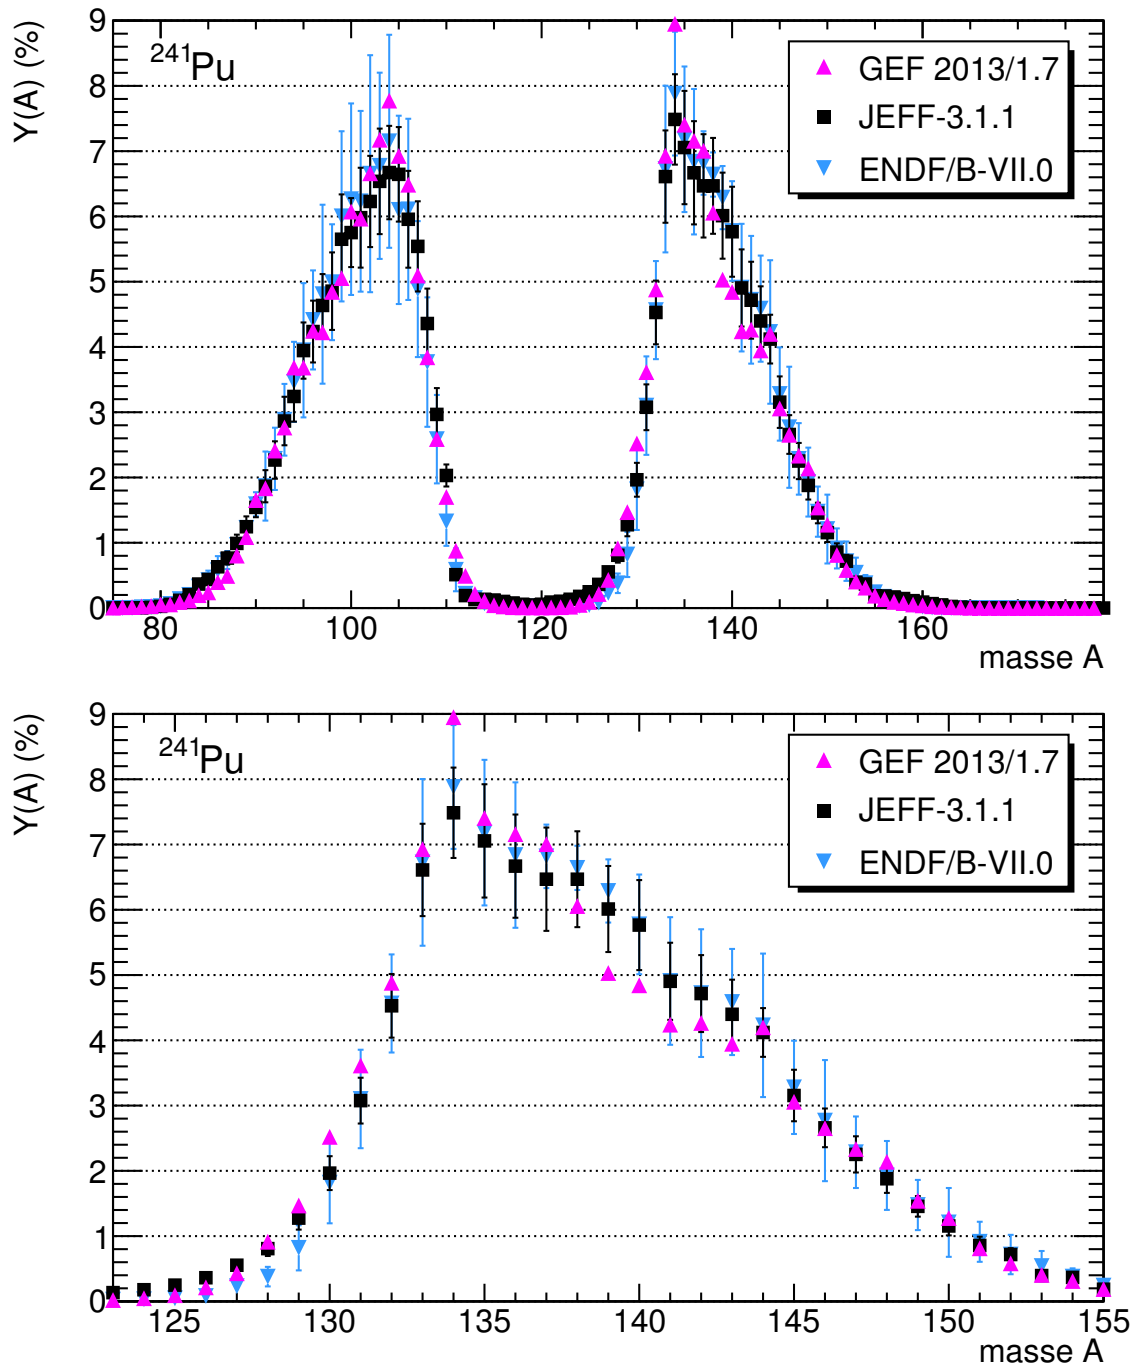 Y(A) (%)
9
8
7
6
5
4
3
2
1
0
²⁴¹Pu
GEF 2013/1.7
JEFF-3.1.1
ENDF/B-VII.0
80 100 120 140 160
masse A
Y(A) (%)
9
8
7
6
5
4
3
2
1
0
²⁴¹Pu
GEF 2013/1.7
JEFF-3.1.1
ENDF/B-VII.0
125 130 135 140 145 150 155
masse A